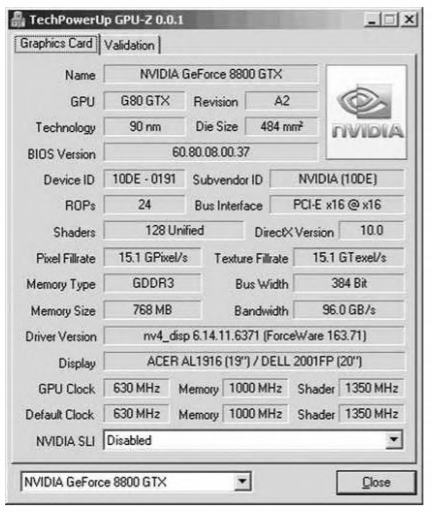 TechPowerUp GPU-Z 0.0.1
Graphics Card Validation
Name NVIDIA GeForce 8800 GTX
GPU G80 GTX Revision A2
Technology 90 nm Die Size 484 mm²
NVIDIA
BIOS Version 60.80.08.00.37
Device ID 10DE - 0191 Subvendor ID NVIDIA (10DE)
ROPs 24 Bus Interface PCI-E x16 @ x16
Shaders 128 Unified DirectX Version 10.0
Pixel Fillrate 15.1 GPixel/s Texture Fillrate 15.1 GTexel/s
Memory Type GDDR3 Bus Width 384 Bit
Memory Size 768 MB Bandwidth 96.0 GB/s
Driver Version nv4_disp 6.14.11.6371 (ForceWare 163.71)
Display ACER AL1916 (19") / DELL 2001FP (20")
GPU Clock 630 MHz Memory 1000 MHz Shader 1350 MHz
Default Clock 630 MHz Memory 1000 MHz Shader 1350 MHz
NVIDIA SLI Disabled
NVIDIA GeForce 8800 GTX Close